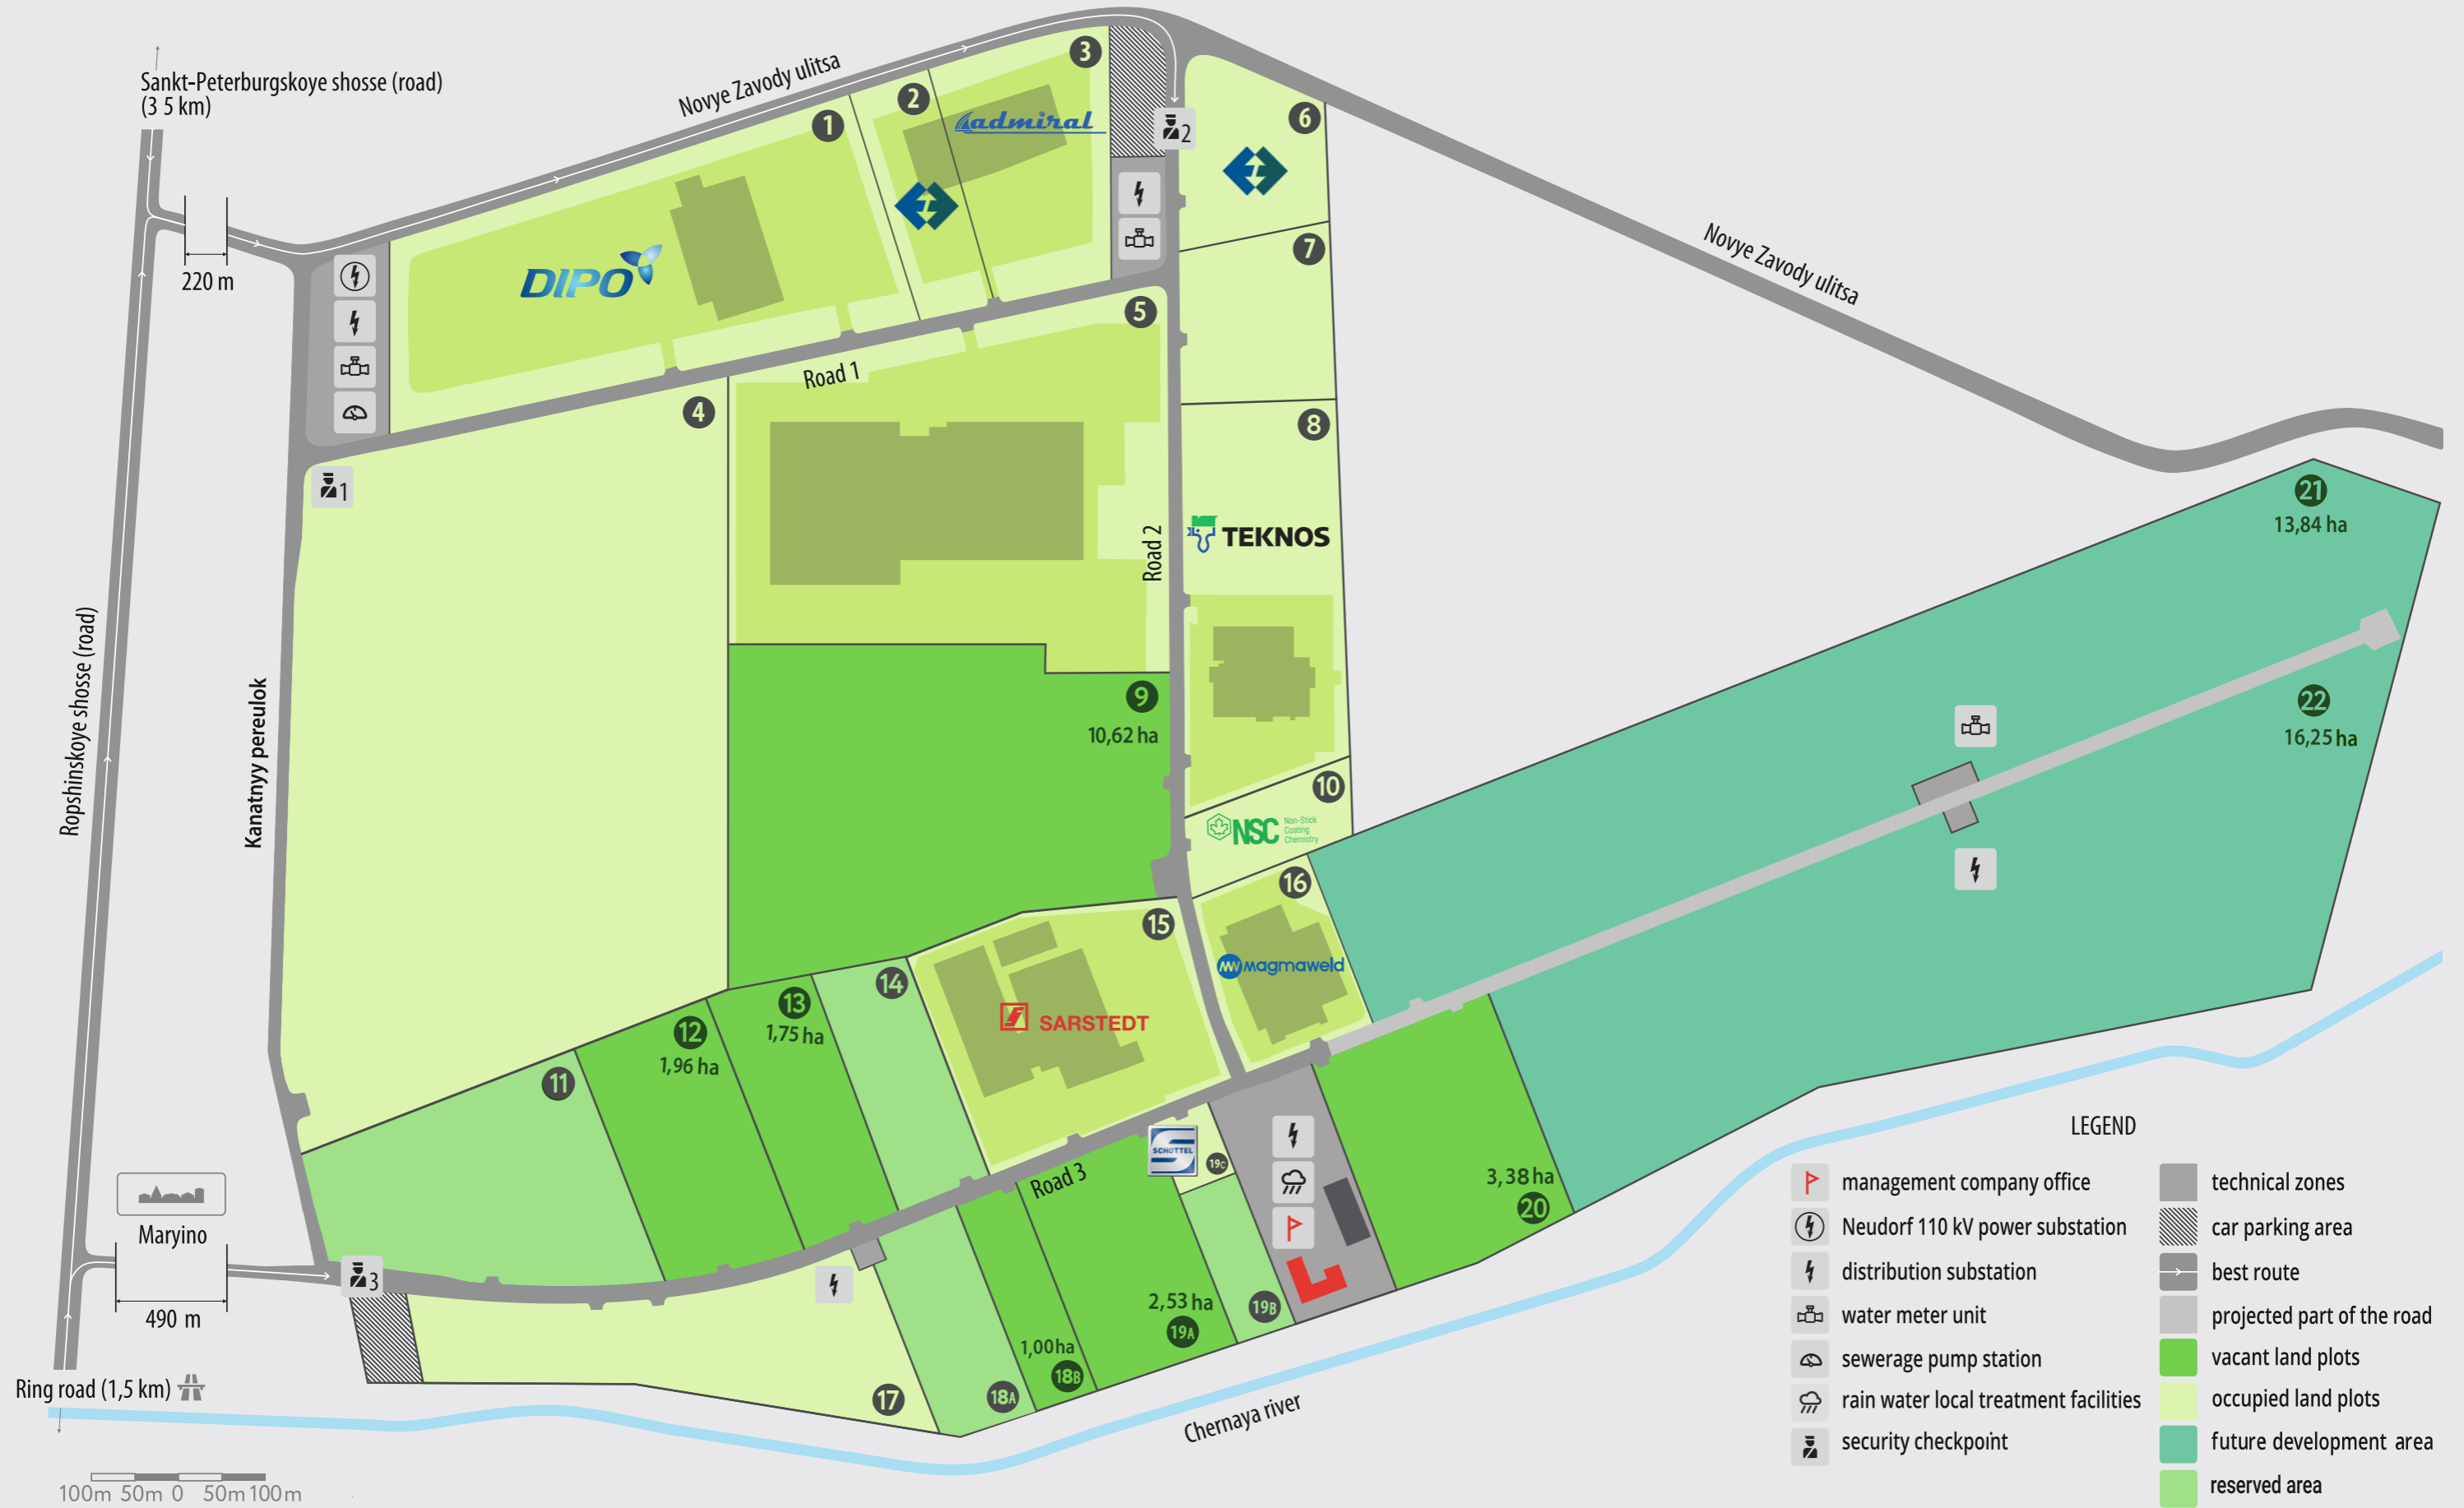 Sankt-Peterburgskoye shosse (road)
(3 5 km)
220 m
Novye Zavody ulitsa
Novye Zavody ulitsa
1
2
3
admiral
2
6
DIPO
7
5
Road 1
4
8
1
TEKNOS
Road 2
Ropshinskoye shosse (road)
Kanatnyy pereulok
9
10,62 ha
10
NSC Non-Stick
Coating
Chemistry
21
13,84 ha
22
16,25 ha
16
magmaweld
15
SARSTEDT
14
13
1,75 ha
12
1,96 ha
11
Road 3
SCHOTTEL
19C
3,38 ha
20
Maryino
490 m
3
2,53 ha
19A
19B
1,00 ha
18B
18A
17
Ring road (1,5 km)
Chernaya river
100m 50m 0 50m 100m
LEGEND
management company office
Neudorf 110 kV power substation
distribution substation
water meter unit
sewerage pump station
rain water local treatment facilities
security checkpoint
technical zones
car parking area
best route
projected part of the road
vacant land plots
occupied land plots
future development area
reserved area